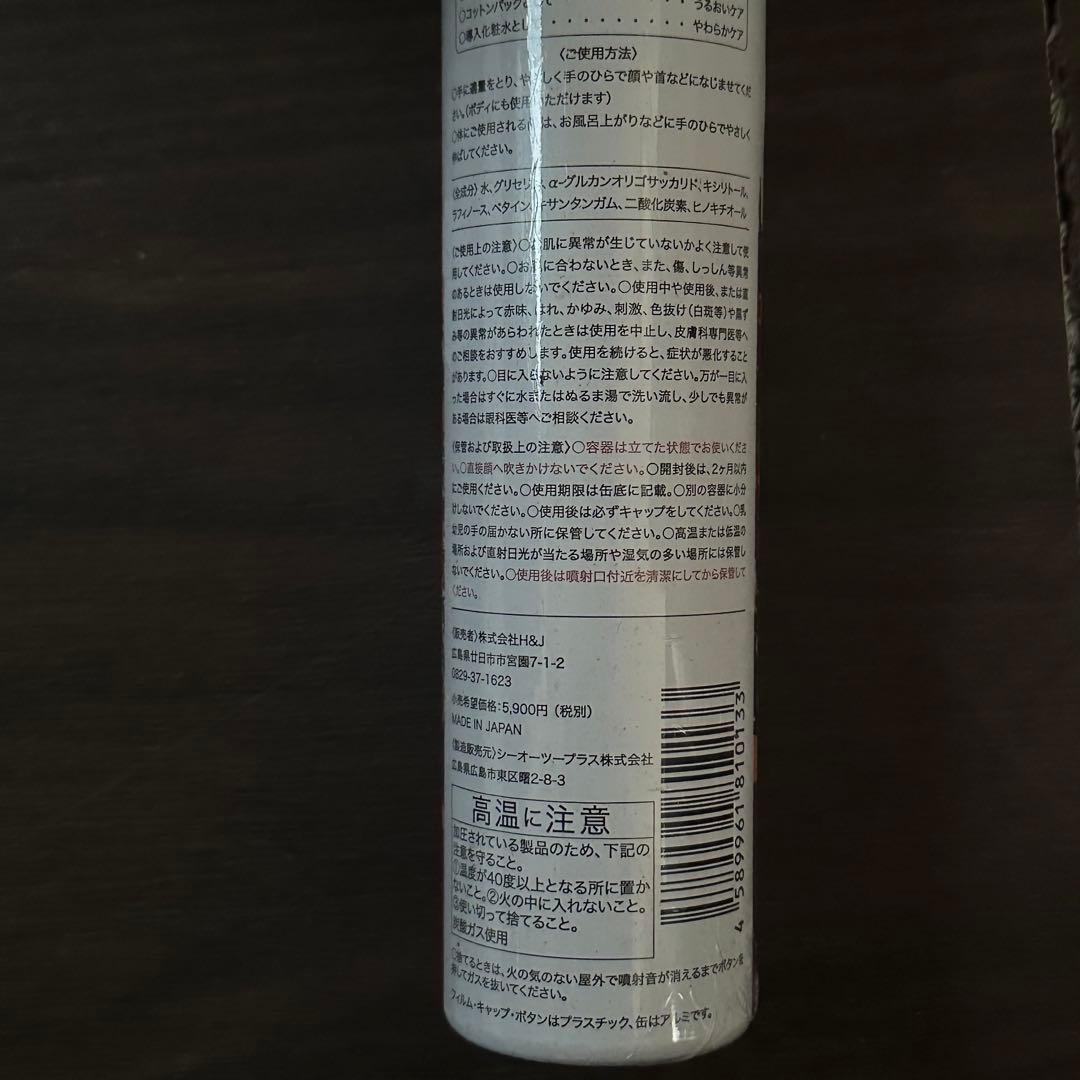 ○コットンパック
うるおいケア
○導入化粧水とし・・・・・・・・・やわらかケア
〈ご使用方法〉
○手に適量をとり、やさしく手のひらで顔や首などになじませてくだ
さい。(ボディにも使用いただけます)
○体にご使用される際は、お風呂上がりなどに手のひらでやさしく
伸ばしてください。
〈全成分〉水、グリセリン、α-グルカンオリゴサッカリド、キシリトール、
ラフィノース、ベタイン、キサンタンガム、二酸化炭素、ヒノキチオール
〈ご使用上の注意〉○お肌に異常が生じていないかよく注意して使
用してください。○お肌に合わないとき、また、傷、しっしん等異常
のあるときは使用しないでください。○使用中や使用後、または直
射日光によって赤味、はれ、かゆみ、刺激、色抜け(白斑等)や黒ず
み等の異常があらわれたときは使用を中止し、皮膚科専門医等へ
のご相談をおすすめします。使用を続けると、症状が悪化すること
があります。○目に入らないように注意してください。万が一目に入
った場合はすぐに水またはぬるま湯で洗い流し、少しでも異常が
ある場合は眼科医等へご相談ください。
〈保管および取扱上の注意〉○容器は立てた状態でお使いくださ
い。○直接顔へ吹きかけないでください。○開封後は、2ヶ月以内
にご使用ください。○使用期限は缶底に記載。○別の容器に小分
けしないでください。○使用後は必ずキャップをしてください。○乳
幼児の手の届かない所に保管してください。○高温または低温の
場所および直射日光が当たる場所や湿気の多い場所には保管し
ないでください。○使用後は噴射口付近を清潔にしてから保管して
ください。
〈販売者〉株式会社H&J
広島県廿日市市宮園7-1-2
0829-37-1623
小売希望価格:5,900円(税別)
MADE IN JAPAN
〈製造販売元〉シーオーツープラス株式会社
広島県広島市東区曙2-8-3
高温に注意
加圧されている製品のため、下記の
注意を守ること。
①温度が40度以上となる所に置か
ないこと。②火の中に入れないこと。
③使い切って捨てること。
炭酸ガス使用
4 589961 810133
○捨てるときは、火の気のない屋外で噴射音が消えるまでボタンを
押してガスを抜いてください。
フィルム・キャップ・ボタンはプラスチック、缶はアルミです。